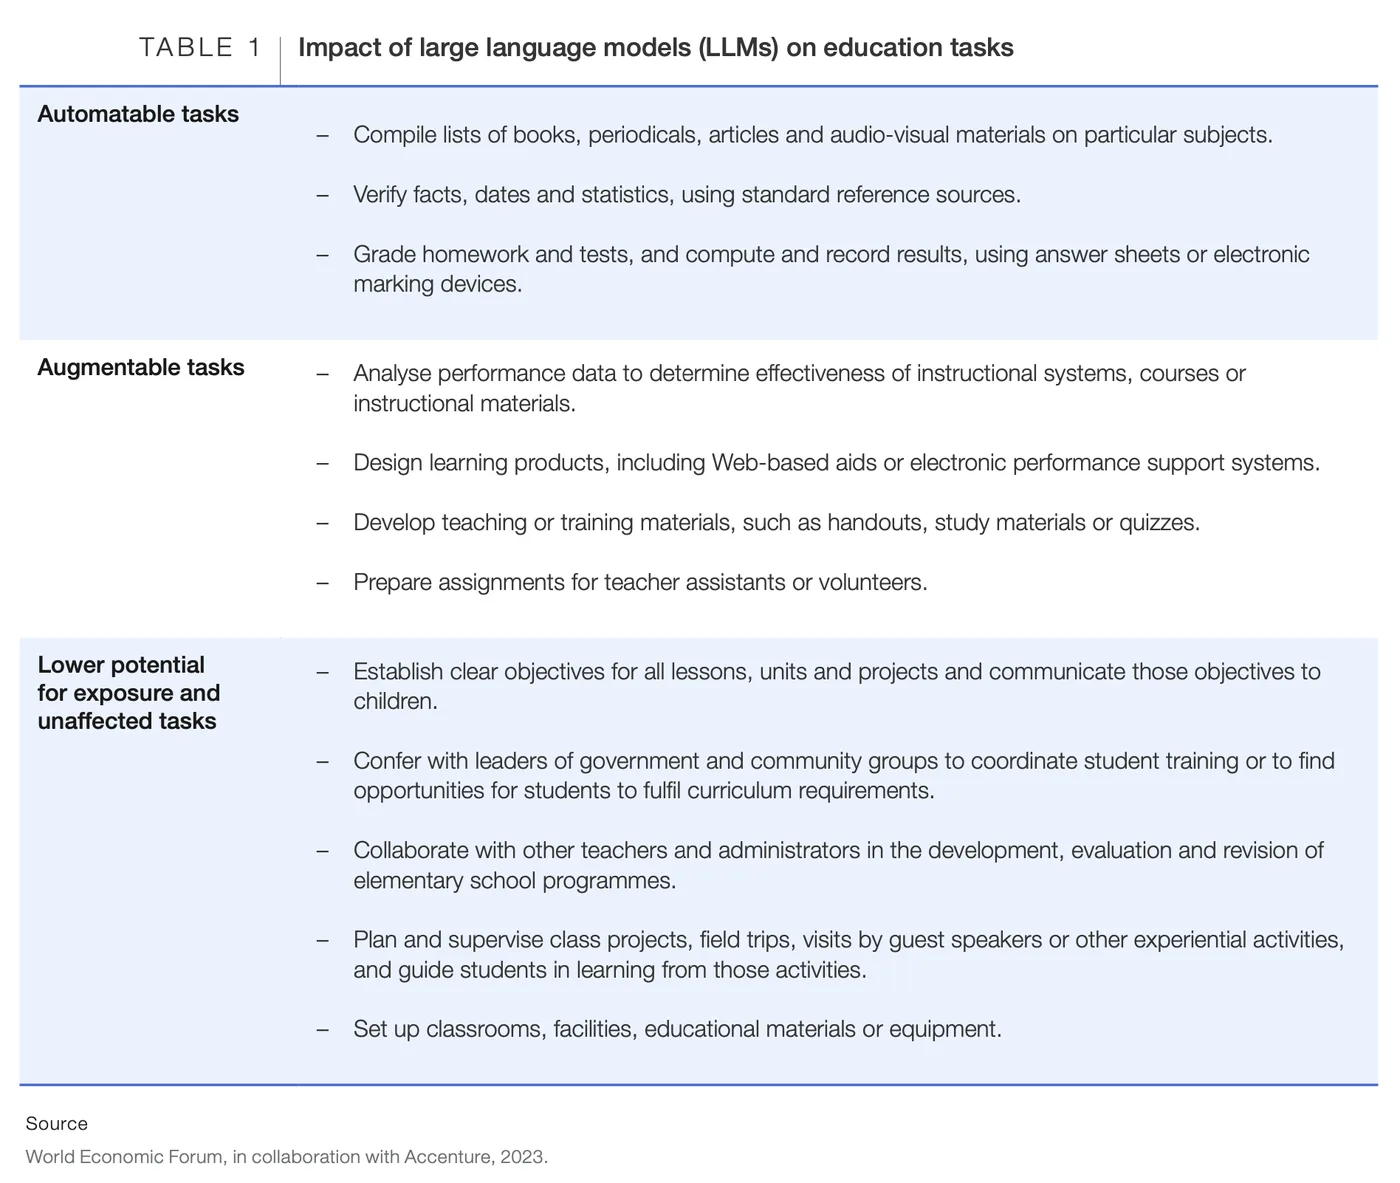 TABLE 1
Impact of large language models (LLMs) on education tasks
Automatable tasks
– Compile lists of books, periodicals, articles and audio-visual materials on particular subjects.
– Verify facts, dates and statistics, using standard reference sources.
– Grade homework and tests, and compute and record results, using answer sheets or electronic
marking devices.
Augmentable tasks
– Analyse performance data to determine effectiveness of instructional systems, courses or
instructional materials.
– Design learning products, including Web-based aids or electronic performance support systems.
– Develop teaching or training materials, such as handouts, study materials or quizzes.
– Prepare assignments for teacher assistants or volunteers.
Lower potential
for exposure and
unaffected tasks
– Establish clear objectives for all lessons, units and projects and communicate those objectives to
children.
– Confer with leaders of government and community groups to coordinate student training or to find
opportunities for students to fulfil curriculum requirements.
– Collaborate with other teachers and administrators in the development, evaluation and revision of
elementary school programmes.
– Plan and supervise class projects, field trips, visits by guest speakers or other experiential activities,
and guide students in learning from those activities.
– Set up classrooms, facilities, educational materials or equipment.
Source
World Economic Forum, in collaboration with Accenture, 2023.